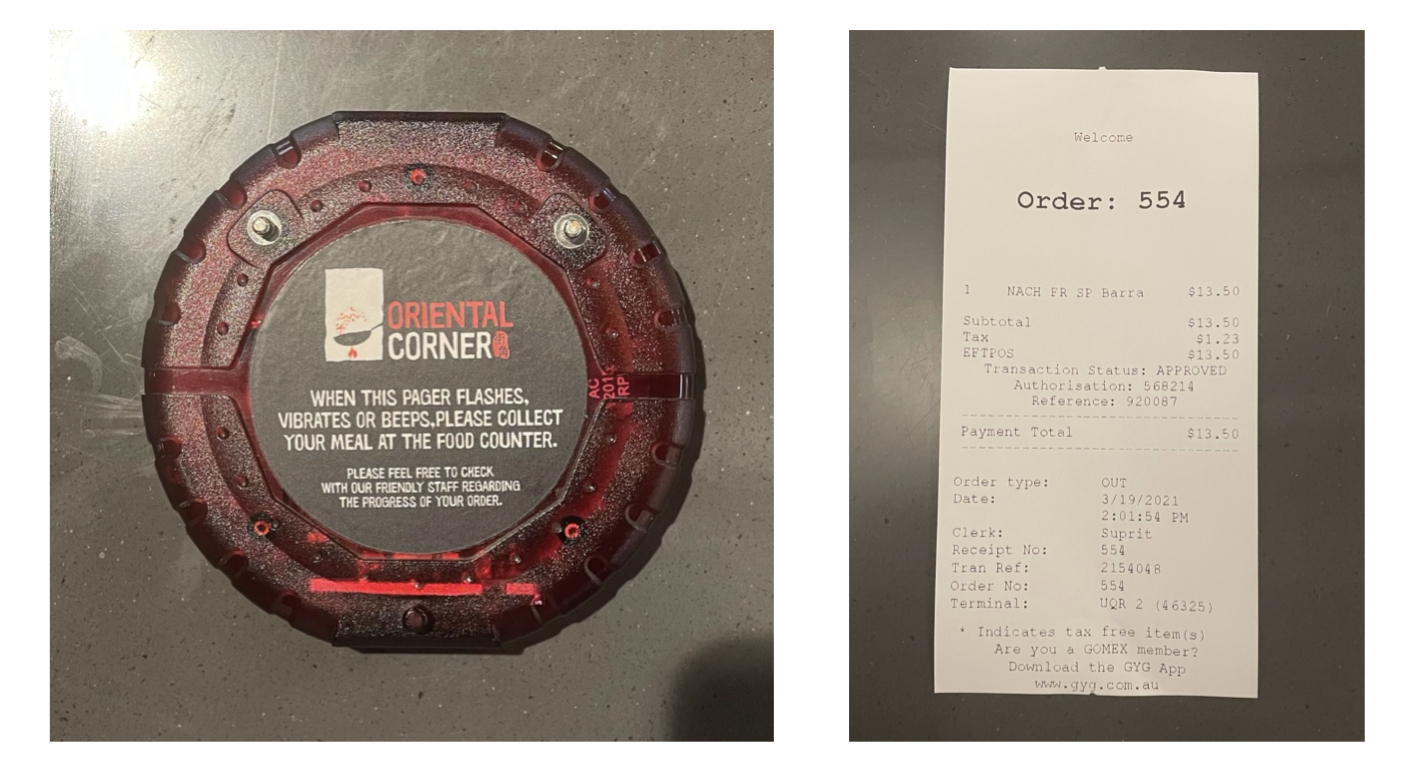 ORIENTAL
CORNER
WHEN THIS PAGER FLASHES,
VIBRATES OR BEEPS,PLEASE COLLECT
YOUR MEAL AT THE FOOD COUNTER.
PLEASE FEEL FREE TO CHECK
WITH OUR FRIENDLY STAFF REGARDING
THE PROGRESS OF YOUR ORDER.
AC
RP
Welcome
Order: 554
1 NACH FR SP Barra $13.50
Subtotal $13.50
Tax $1.23
EFTPOS $13.50
Transaction Status: APPROVED
Authorisation: 568214
Reference: 920087
Payment Total $13.50
Order type: OUT
Date: 3/19/2021
2:01:54 PM
Clerk: Suprit
Receipt No: 554
Tran Ref: 2154048
Order No: 554
Terminal: UQR 2 (46325)
* Indicates tax free item(s)
Are you a GOMEX member?
Download the GYG App
www.gyg.com.au